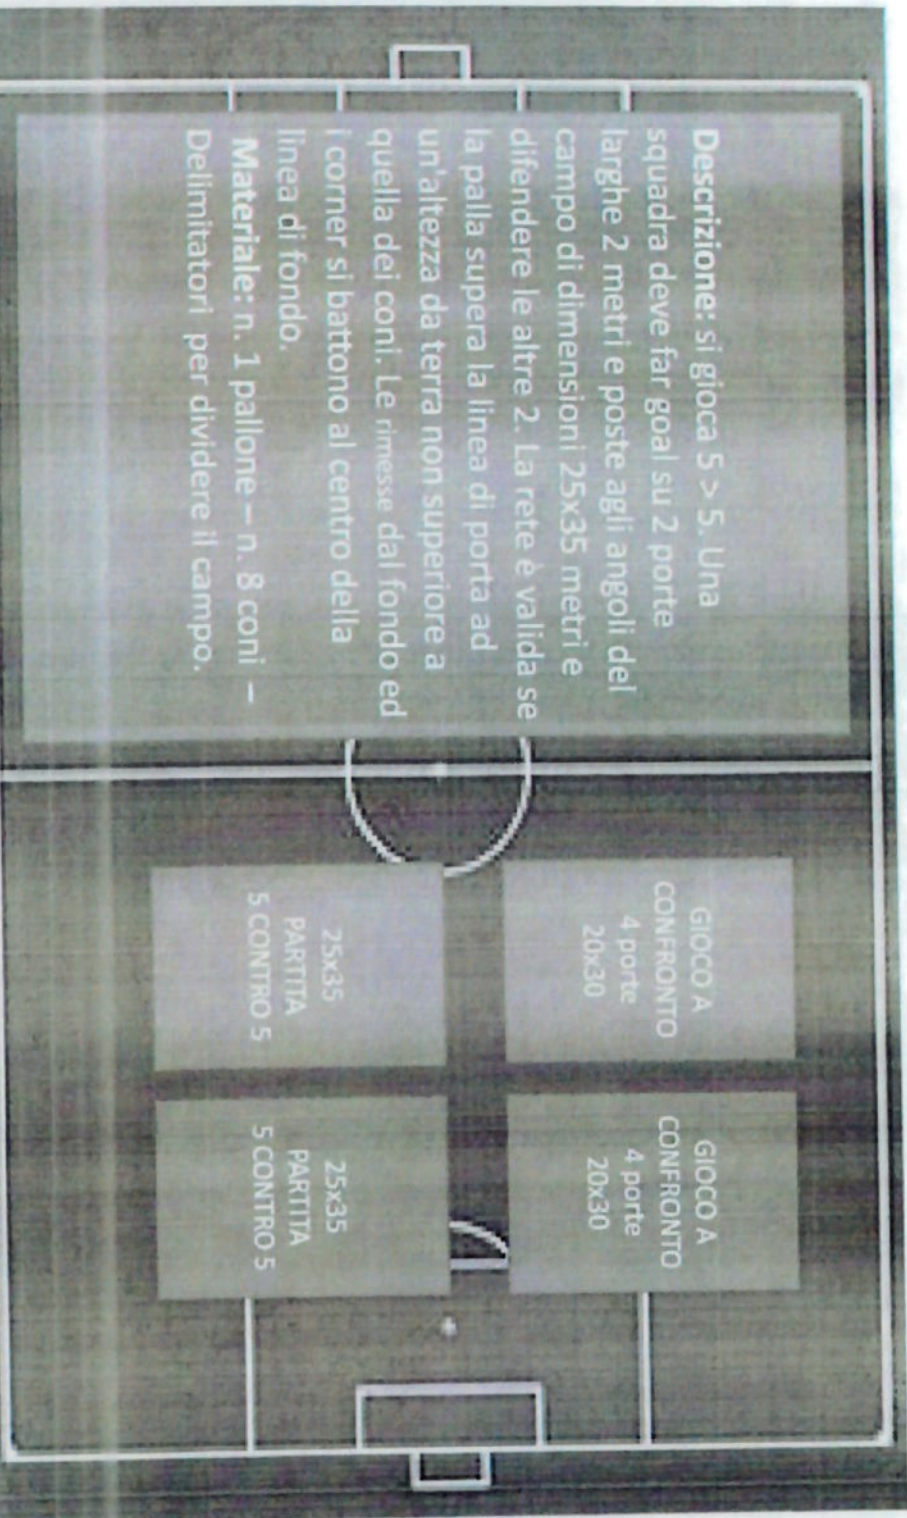 Descrizione: si gioca 5 > 5. Una
squadra deve far goal su 2 porte
larghe 2 metri e poste agli angoli del
campo di dimensioni 25x35 metri e
difendere le altre 2. La rete è valida se
la palla supera la linea di porta ad
un'altezza da terra non superiore a
quella dei coni. Le rimesse dal fondo ed
i corner si battono al centro della
linea di fondo.
Materiale: n. 1 pallone – n. 8 coni –
Delimitatori per dividere il campo.
GIOCO A
CONFRONTO
4 porte
20x30
GIOCO A
CONFRONTO
4 porte
20x30
25x35
PARTITA
5 CONTRO 5
25x35
PARTITA
5 CONTRO 5